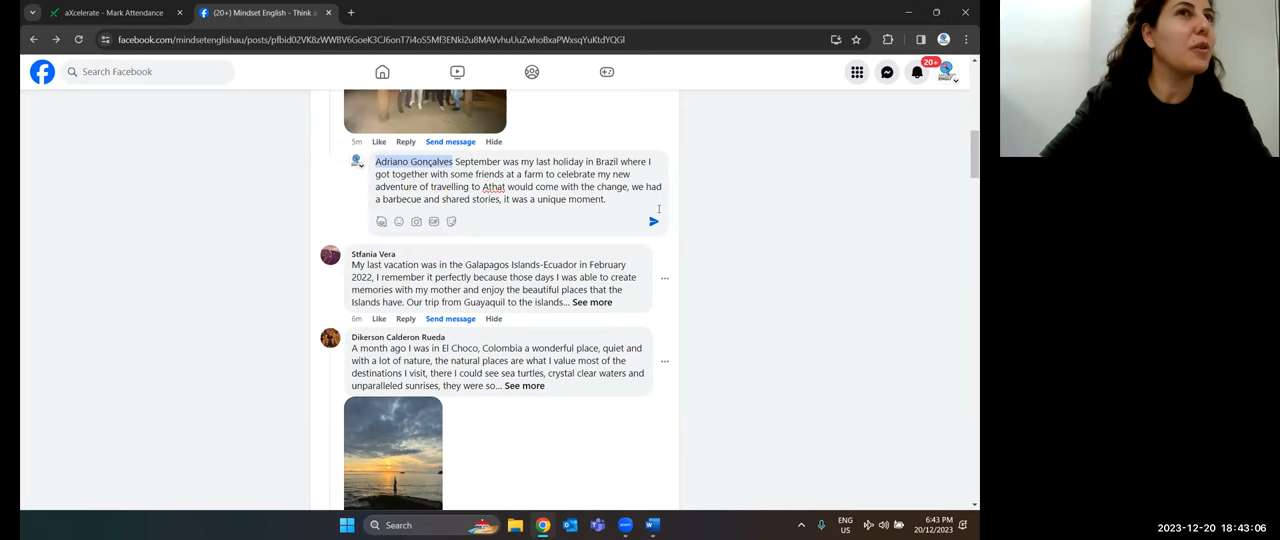 aXcelerate - Mark Attendance
(20+) Mindset English - Think a
facebook.com/mindsetenglishau/posts/
Search Facebook
20+
5m Like Reply Send message Hide
Adriano Gonçalves September was my last holiday in Brazil where I
got together with some friends at a farm to celebrate my new
adventure of travelling to Athat would come with the change, we had
a barbecue and shared stories, it was a unique moment.
GIF
Stfania Vera
My last vacation was in the Galapagos Islands-Ecuador in February
2022, I remember it perfectly because those days I was able to create
memories with my mother and enjoy the beautiful places that the
Islands have. Our trip from Guayaquil to the islands... See more
6m Like Reply Send message Hide
Dikerson Calderon Rueda
A month ago I was in El Choco, Colombia a wonderful place, quiet and
with a lot of nature, the natural places are what I value most of the
destinations I visit, there I could see sea turtles, crystal clear waters and
unparalleled sunrises, they were so... See more
Search
ENG
US
6:43 PM
20/12/2023
2023-12-20 18:43:06